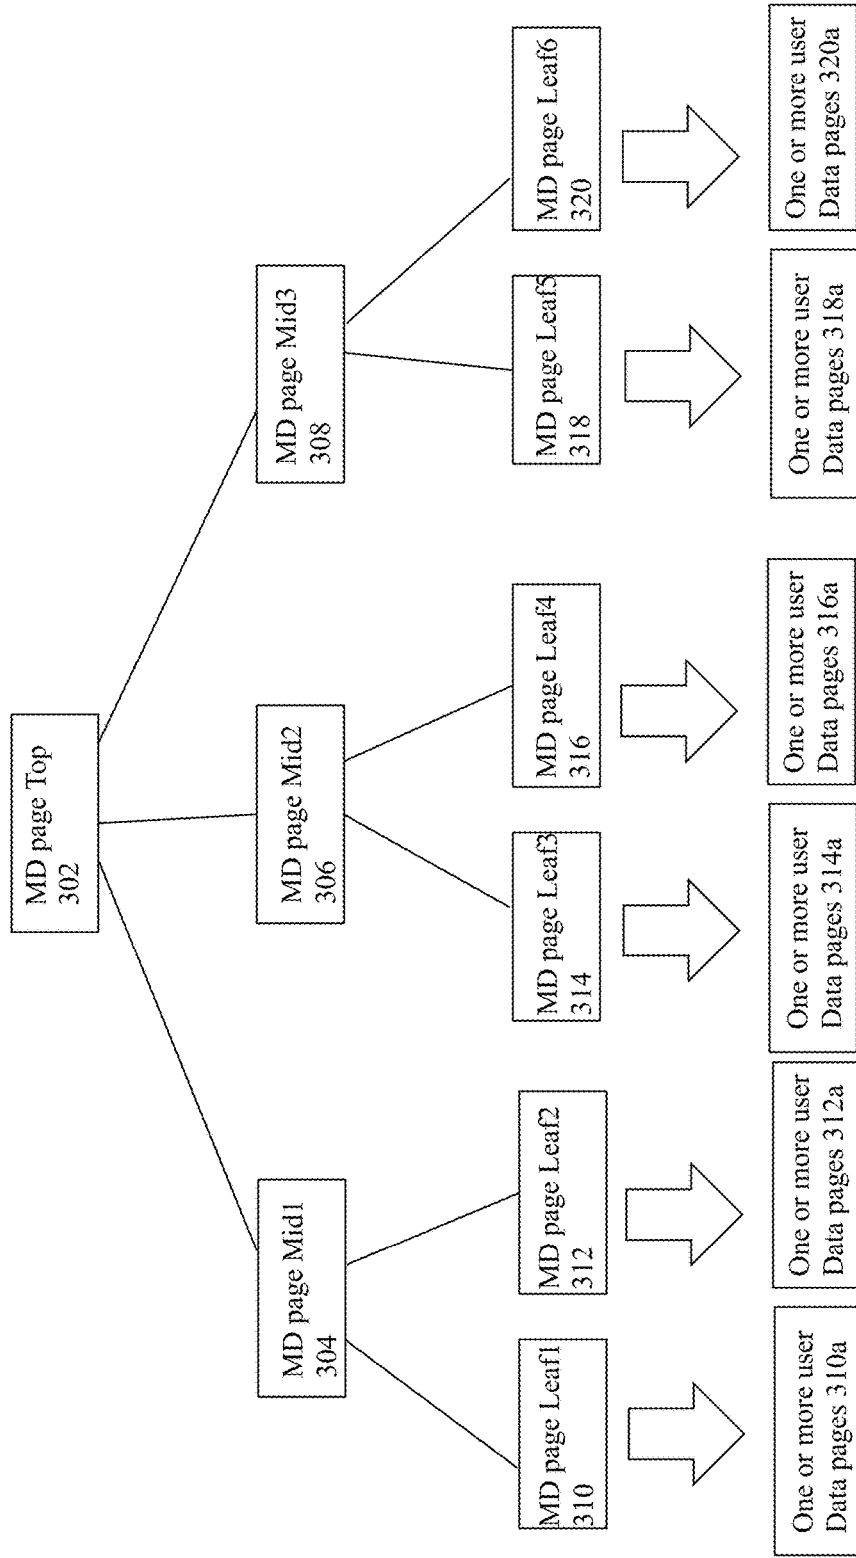 MD page Top
302
MD page Mid1
304
MD page Mid2
306
MD page Mid3
308
MD page Leaf1
310
MD page Leaf2
312
MD page Leaf3
314
MD page Leaf4
316
MD page Leaf5
318
MD page Leaf6
320
One or more user
Data pages 310a
One or more user
Data pages 312a
One or more user
Data pages 314a
One or more user
Data pages 316a
One or more user
Data pages 318a
One or more user
Data pages 320a